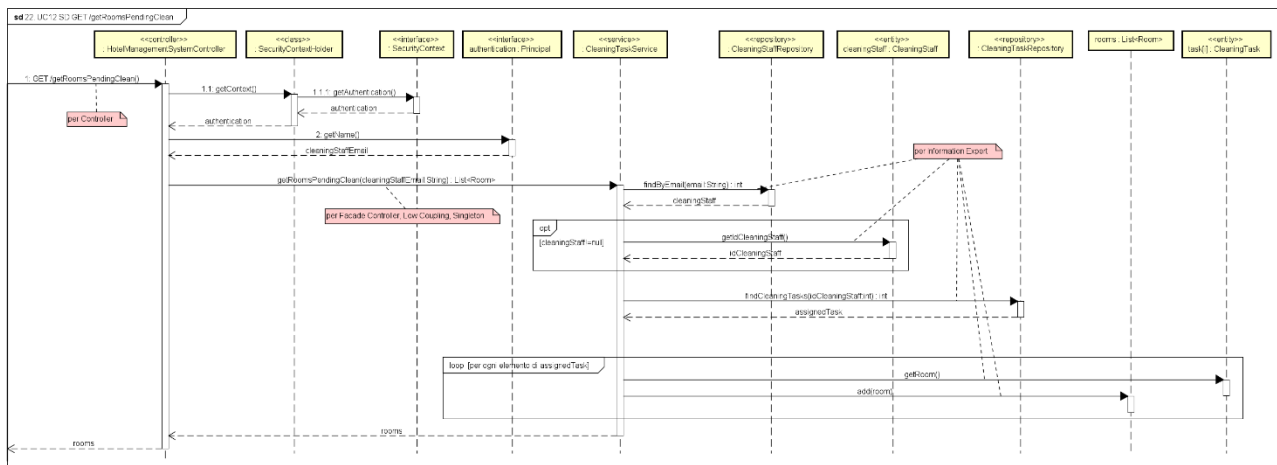 sd 22. UC12 SD GET /getRoomsPendingClean
<<controller>>
: HotelManagementSystemController
<<class>>
: SecurityContextHolder
<<interface>>
: SecurityContext
<<interface>>
authentication : Principal
<<service>>
: CleaningTaskService
<<repository>>
: CleaningStaffRepository
<<entity>>
cleaningStaff : CleaningStaff
<<repository>>
: CleaningTaskRepository
rooms : List<Room>
<<entity>>
task[i] : CleaningTask
1: GET /getRoomsPendingClean()
1.1: getContext()
1.1.1: getAuthentication()
authentication
per Controller
authentication
2: getName()
cleaningStaffEmail
per Information Expert
getRoomsPendingClean(cleaningStaffEmail:String) : List<Room>
findByEmail(email:String) : int
cleaningStaff
per Facade Controller, Low Coupling, Singleton
opt
[cleaningStaff!=null]
getIdCleaningStaff()
idCleaningStaff
findCleaningTasks(idCleaningStaff:int) : int
assignedTask
loop [per ogni elemento di assignedTask]
getRoom()
add(room)
rooms
rooms